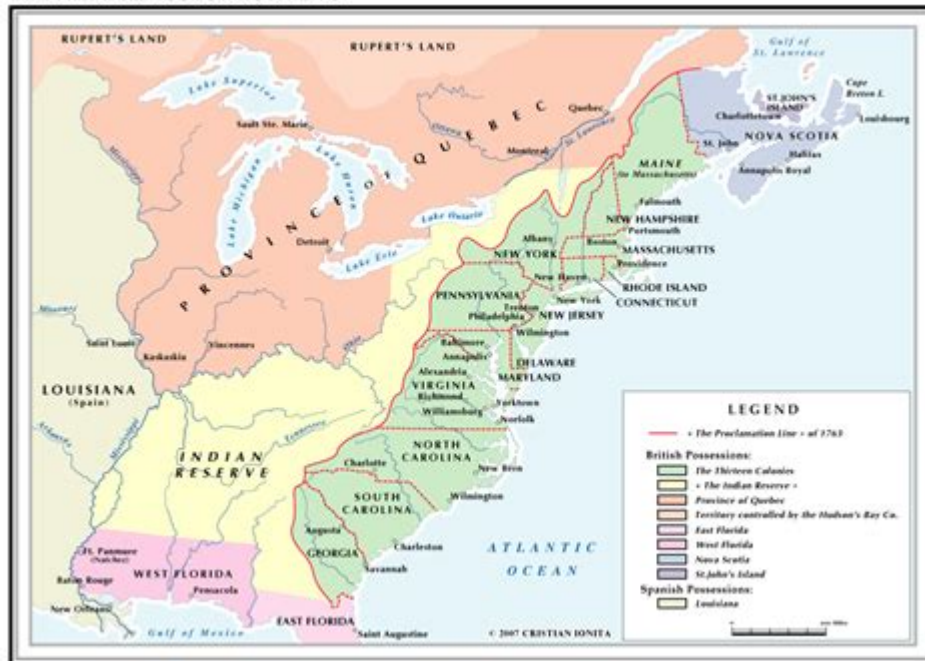 RUPERT'S LAND
RUPERT'S LAND
Gulf of
St. Lawrence
Lake Superior
Cape
Breton I.
Quebec
ST.JOHN'S
ISLAND
Sault Ste. Marie
Ottawa
Charlottetown
Louisbourg
PROVINCE OF QUEBEC
Montreal
St. Lawrence
St. John
NOVA SCOTIA
Mississippi
Lake Huron
Halifax
MAINE
(to Massachusetts)
Annapolis Royal
Lake Michigan
Falmouth
Lake Ontario
NEW HAMPSHIRE
Portsmouth
Detroit
Albany
NEW YORK
Boston
MASSACHUSETTS
Lake Erie
Providence
New Haven
RHODE ISLAND
PENNSYLVANIA
CONNECTICUT
New York
Trenton
Philadelphia
NEW JERSEY
Missouri
Wilmington
Ohio
Saint Louis
Vincennes
Baltimore
Kaskaskia
Annapolis
DELAWARE
Alexandria
MARYLAND
LOUISIANA
(Spain)
VIRGINIA
Richmond
Yorktown
Williamsburg
Norfolk
Arkansas
Mississippi
Tennessee
INDIAN
RESERVE
NORTH
CAROLINA
Charlotte
New Bern
SOUTH
CAROLINA
Wilmington
Augusta
GEORGIA
Charleston
ATLANTIC
OCEAN
Ft. Panmure
(Natchez)
WEST FLORIDA
Savannah
Baton Rouge
Pensacola
New Orleans
EAST FLORIDA
Gulf of Mexico
Saint Augustine
© 2007 CRISTIAN IONITA
LEGEND
« The Proclamation Line » of 1763
British Possessions:
The Thirteen Colonies
« The Indian Reserve »
Province of Quebec
Territory controlled by the Hudson's Bay Co.
East Florida
West Florida
Nova Scotia
St.John's Island
Spanish Possessions:
Louisiana